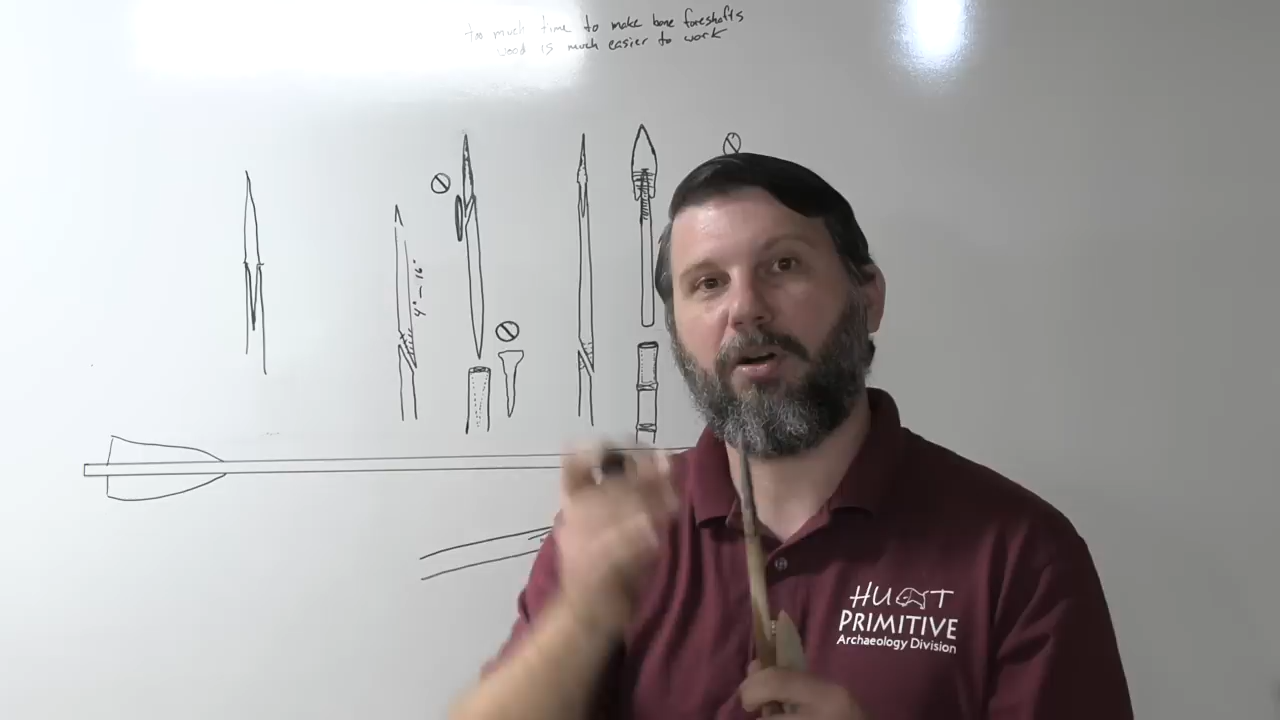 too much time to make bone foreshafts
wood is much easier to work
4" – 16"
HUNT
PRIMITIVE
Archaeology Division